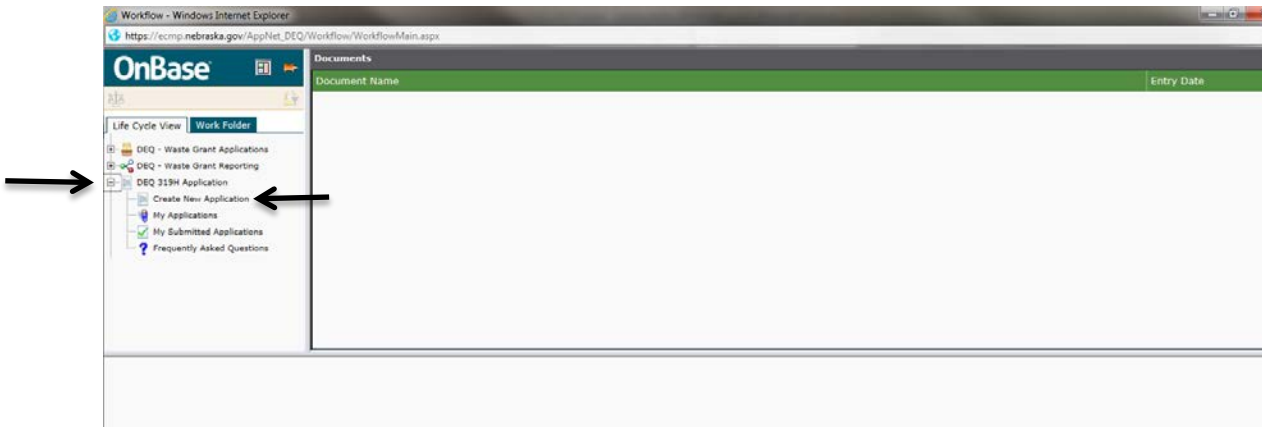 Workflow - Windows Internet Explorer
https://ecmp.nebraska.gov/AppNet_DEQ/Workflow/WorkflowMain.aspx
OnBase
Documents
Document Name Entry Date
Life Cycle View Work Folder
DEQ - Waste Grant Applications
DEQ - Waste Grant Reporting
DEQ 319H Application
Create New Application
My Applications
My Submitted Applications
? Frequently Asked Questions